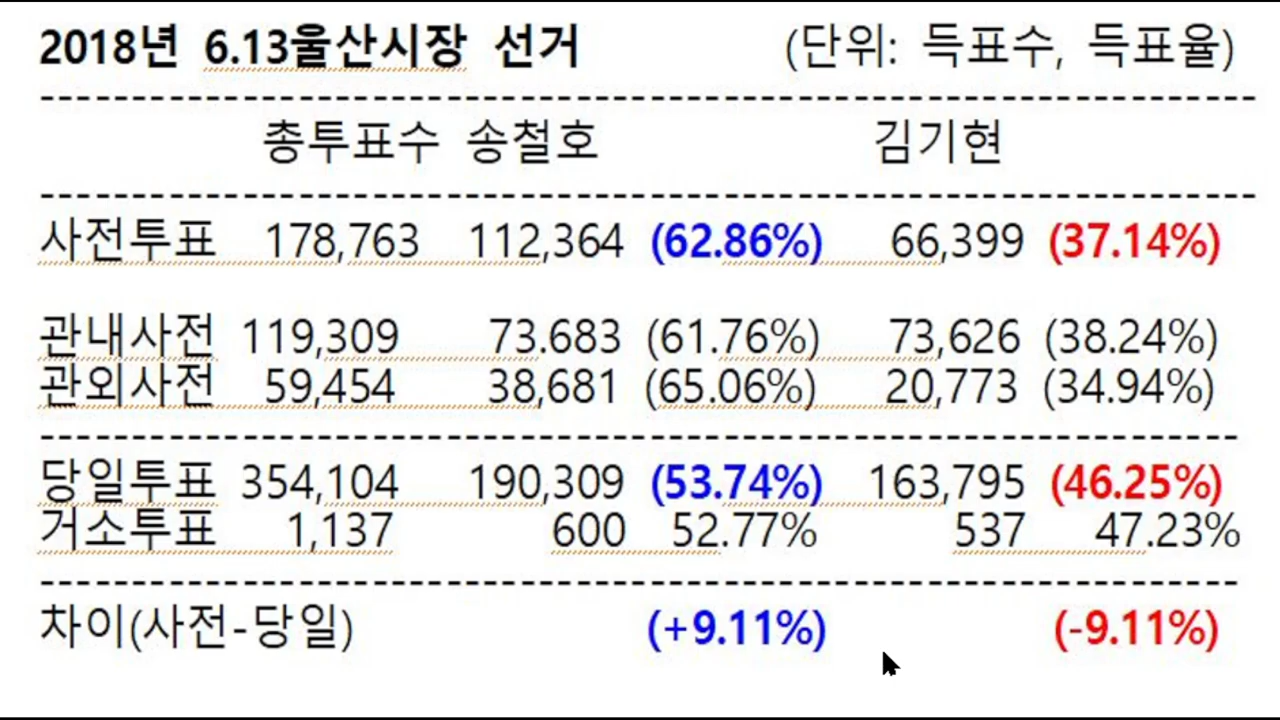 2018년 6.13울산시장 선거 (단위: 득표수, 득표율)
총투표수 송철호 김기현
사전투표 178,763 112,364 (62.86%) 66,399 (37.14%)
관내사전 119,309 73.683 (61.76%) 73,626 (38.24%)
관외사전 59,454 38,681 (65.06%) 20,773 (34.94%)
당일투표 354,104 190,309 (53.74%) 163,795 (46.25%)
거소투표 1,137 600 52.77% 537 47.23%
차이(사전-당일) (+9.11%) (-9.11%)